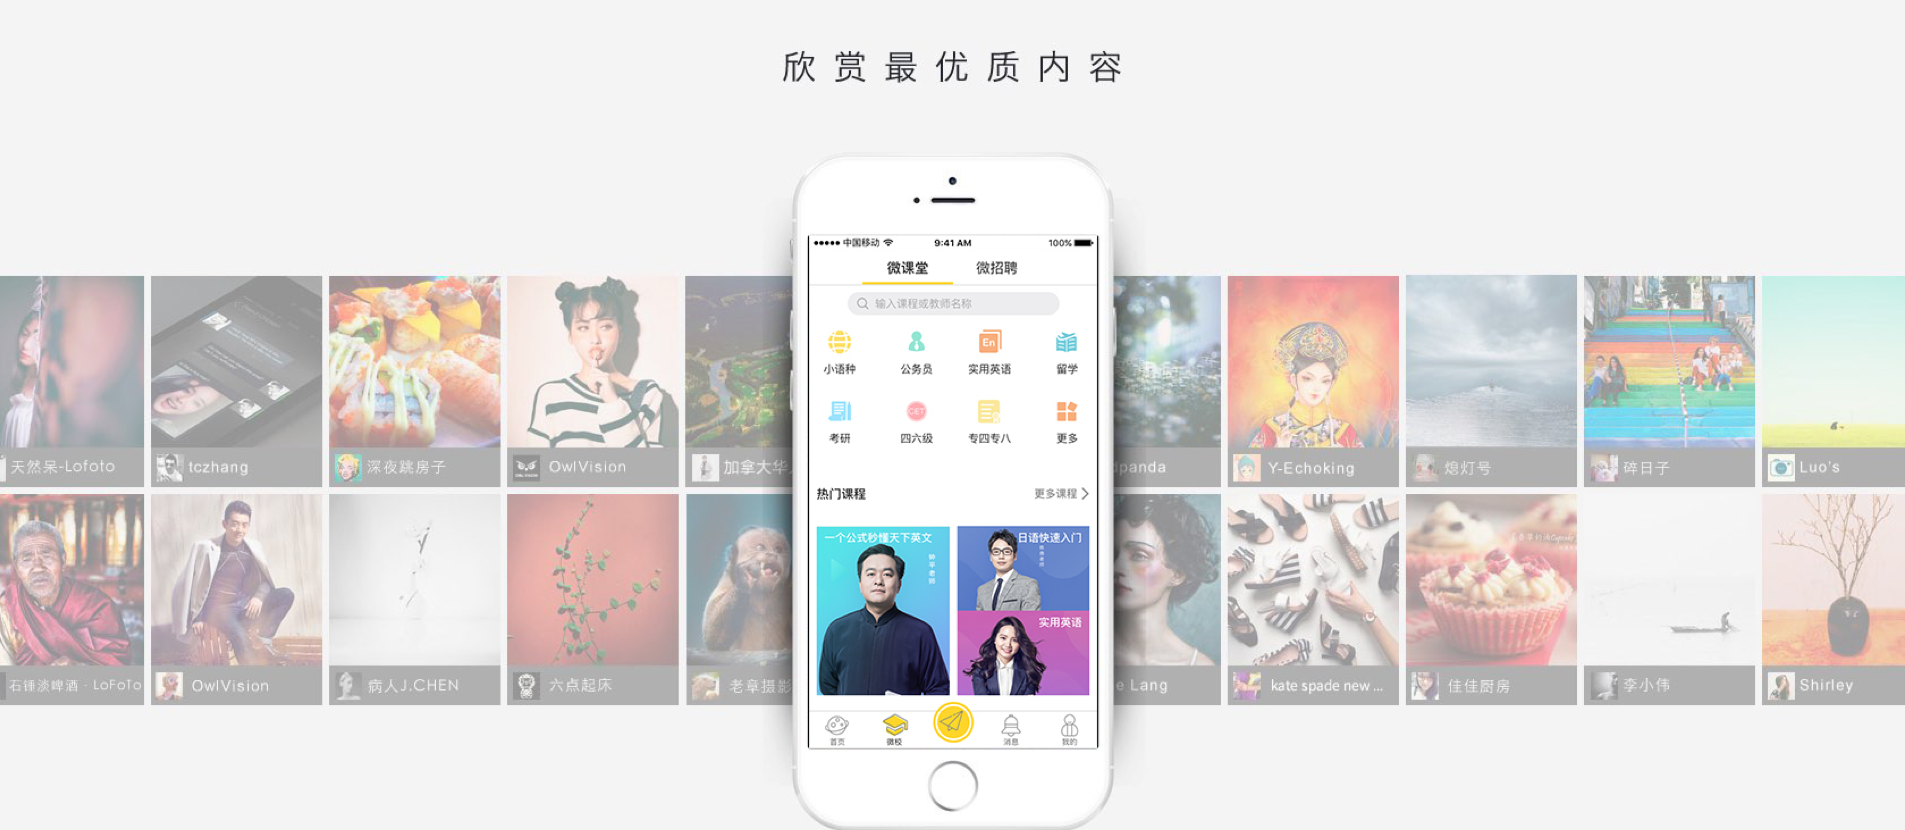 欣赏最优质内容
中国移动 9:41 AM 100%
微课堂 微招聘
输入课程或教师名称
小语种 公务员 实用英语 留学
En
CET
考研 四六级 专四专八 更多
热门课程 更多课程
一个公式秒懂天下英文
钟平老师
日语快速入门
实用英语
首页 微校 消息 我的
天然呆-Lofoto
tczhang
深夜跳房子
OwlVision
加拿大华
dpanda
Y-Echoking
熄灯号
碎日子
Luo's
石锤淡啤酒 · LoFoTo
OwlVision
病人J.CHEN
六点起床
老章摄影
e Lang
kate spade new ...
佳佳厨房
李小伟
Shirley